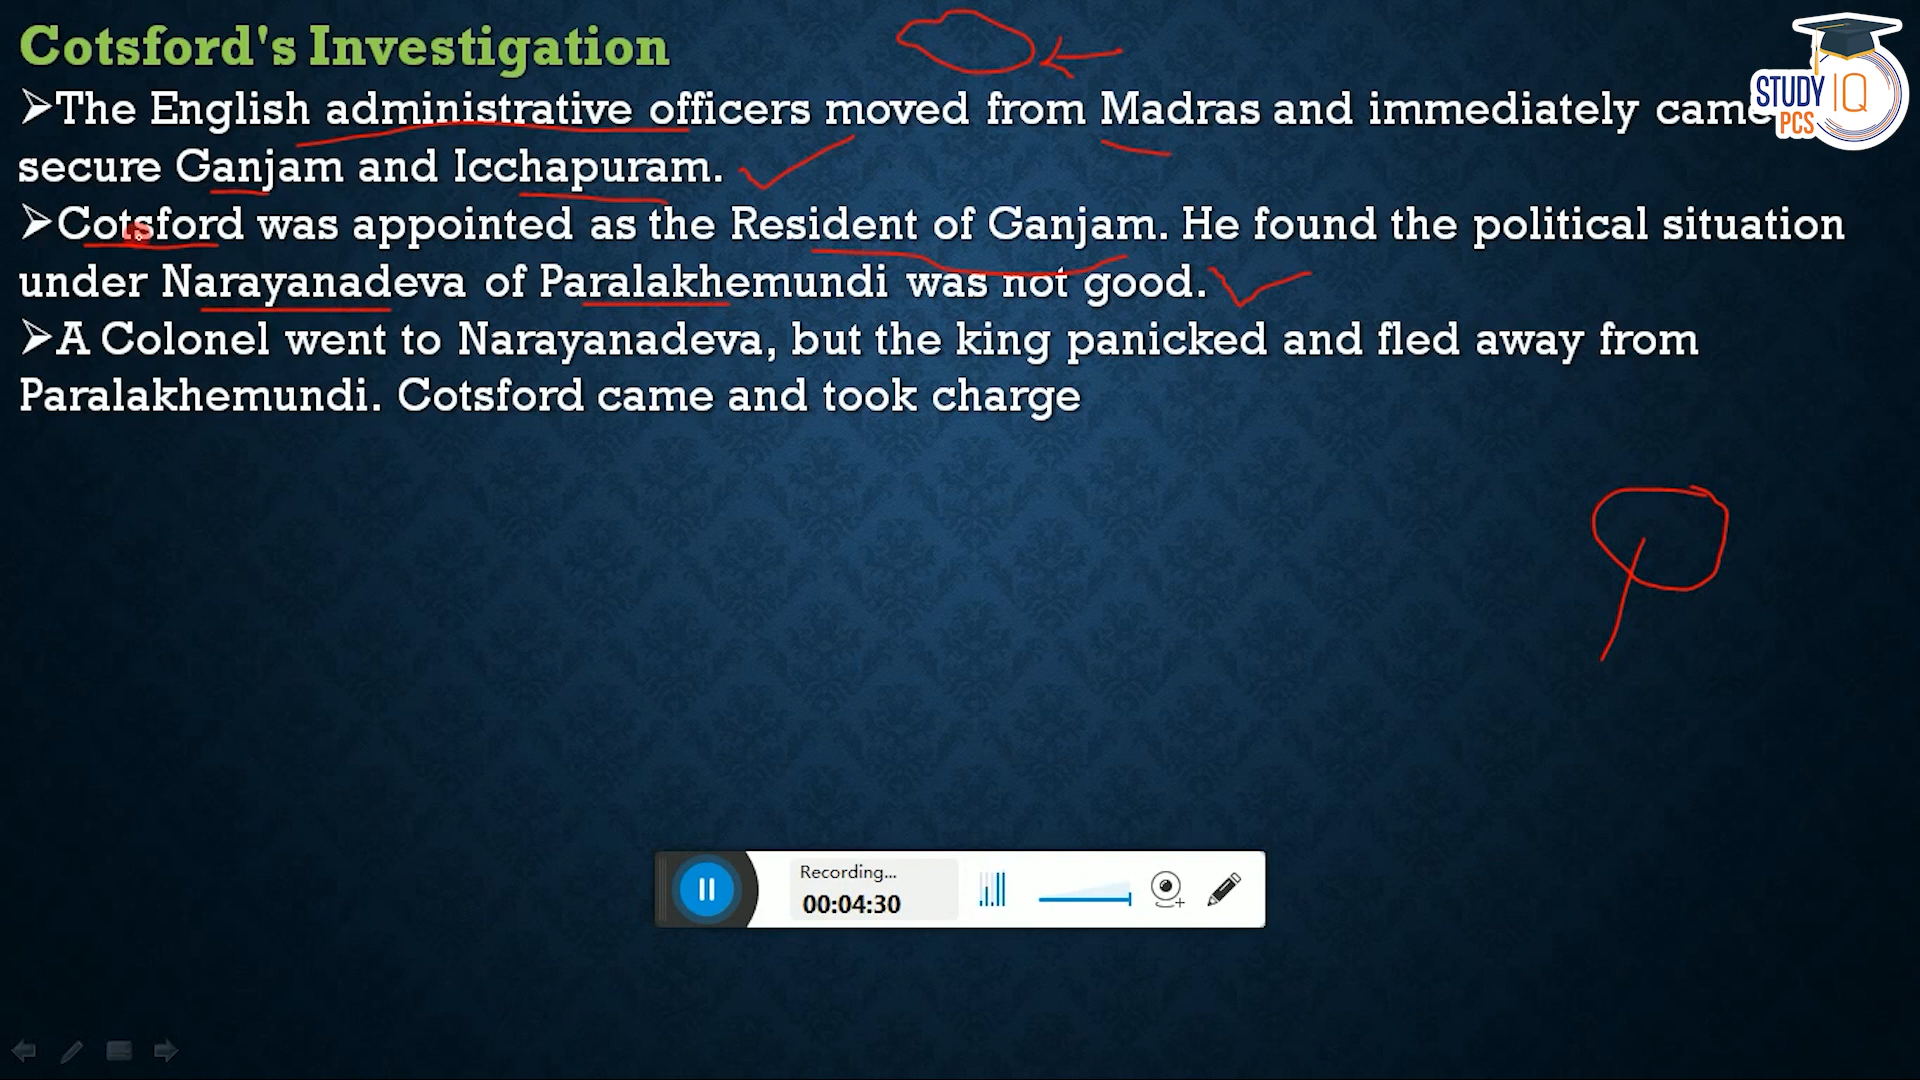 Cotsford's Investigation
➢The English administrative officers moved from Madras and immediately came
secure Ganjam and Icchapuram.
➢Cotsford was appointed as the Resident of Ganjam. He found the political situation
under Narayanadeva of Paralakhemundi was not good.
➢A Colonel went to Narayanadeva, but the king panicked and fled away from
Paralakhemundi. Cotsford came and took charge
STUDY IQ
PCS
Recording...
00:04:30